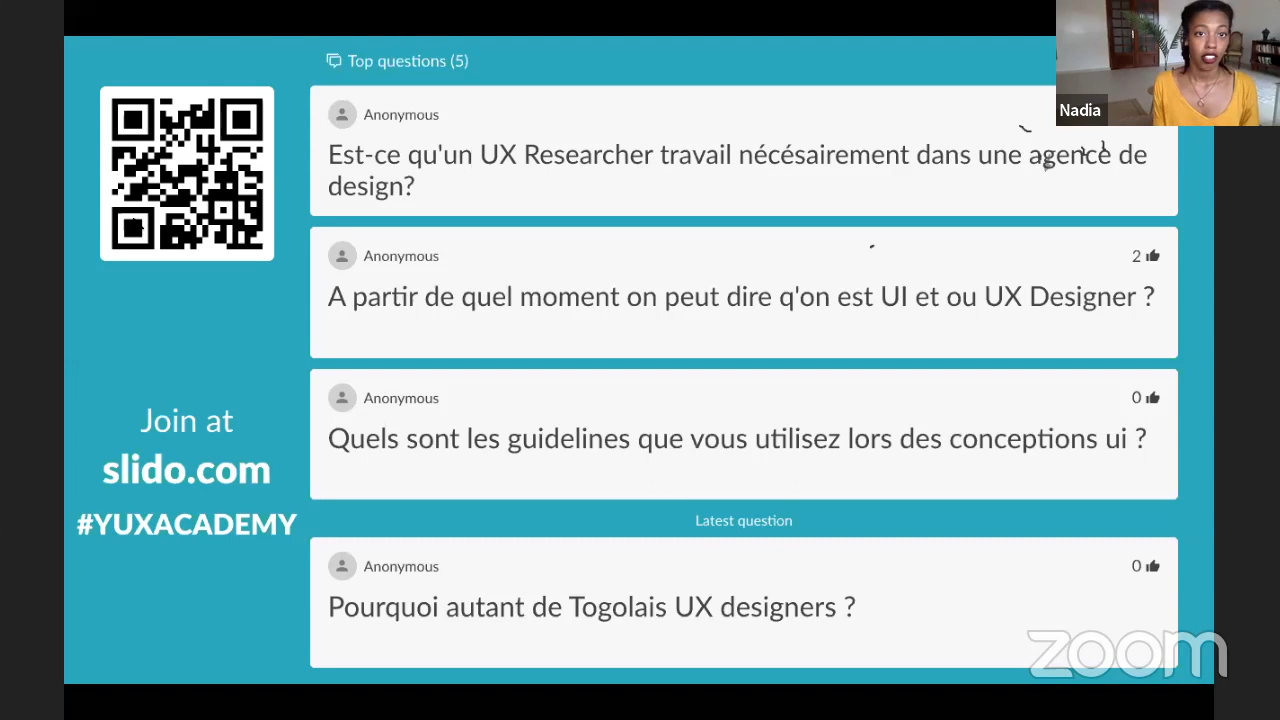 Top questions (5)
Anonymous
Est-ce qu'un UX Researcher travail nécésairement dans une agence de
design?
Anonymous
2
A partir de quel moment on peut dire q'on est UI et ou UX Designer ?
Anonymous
0
Quels sont les guidelines que vous utilisez lors des conceptions ui ?
Latest question
Anonymous
0
Pourquoi autant de Togolais UX designers ?
Join at
slido.com
#YUXACADEMY
Nadia
zoom